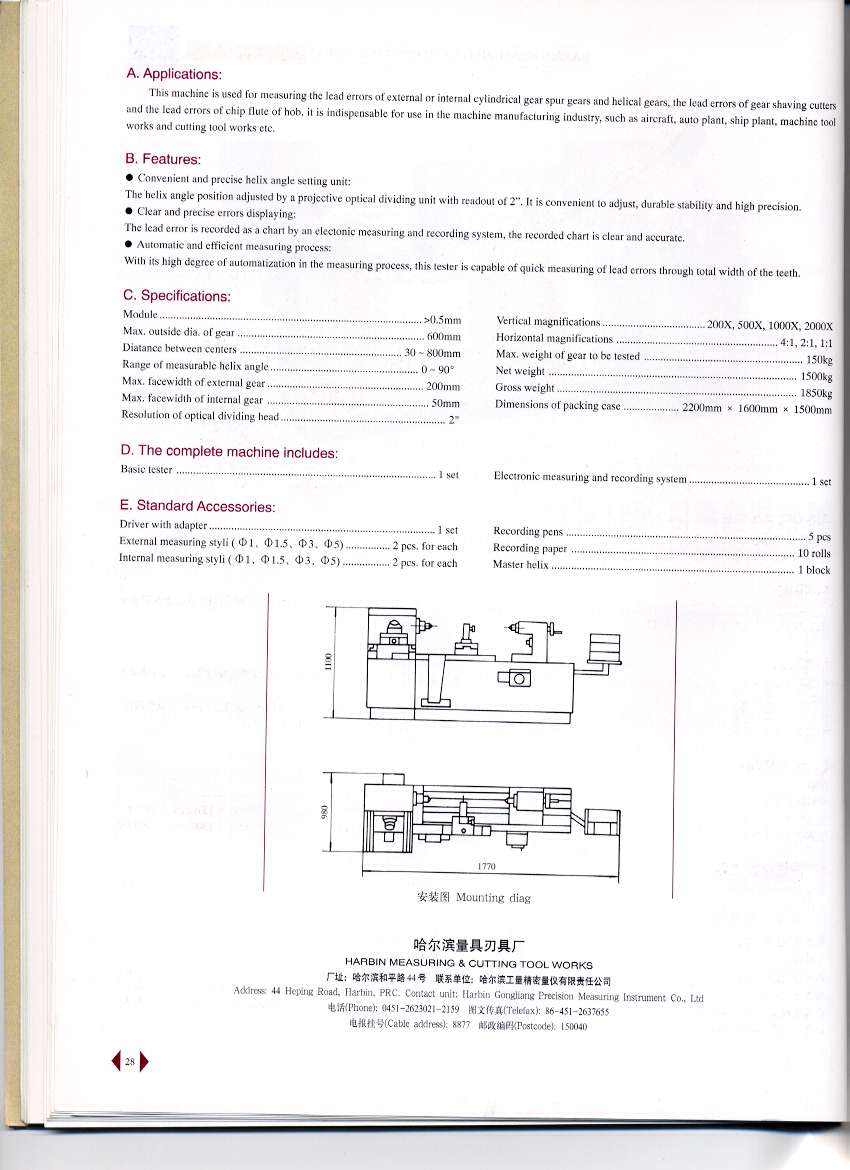 A. Applications:
This machine is used for measuring the lead errors of external or internal cylindrical gear spur gears and helical gears, the lead errors of gear shaving cutters
and the lead errors of chip flute of hob. it is indispensable for use in the machine manufacturing industry, such as aircraft, auto plant, ship plant, machine tool
works and cutting tool works etc.
B. Features:
● Convenient and precise helix angle setting unit:
The helix angle position adjusted by a projective optical dividing unit with readout of 2”. It is convenient to adjust, durable stability and high precision.
● Clear and precise errors displaying:
The lead error is recorded as a chart by an electonic measuring and recording system, the recorded chart is clear and accurate.
● Automatic and efficient measuring process:
With its high degree of automatization in the measuring process, this tester is capable of quick measuring of lead errors through total width of the teeth.
C. Specifications:
Module ........ >0.5mm
Max. outside dia. of gear ........ 600mm
Diatance between centers ........ 30 ~ 800mm
Range of measurable helix angle ........ 0 ~ 90°
Max. facewidth of external gear ........ 200mm
Max. facewidth of internal gear ........ 50mm
Resolution of optical dividing head ........ 2”
Vertical magnifications ........ 200X, 500X, 1000X, 2000X
Horizontal magnifications ........ 4:1, 2:1, 1:1
Max. weight of gear to be tested ........ 150kg
Net weight ........ 1500kg
Gross weight ........ 1850kg
Dimensions of packing case ........ 2200mm × 1600mm × 1500mm
D. The complete machine includes:
Basic tester ........ 1 set
Electronic measuring and recording system ........ 1 set
E. Standard Accessories:
Driver with adapter ........ 1 set
External measuring styli ( Φ1、Φ1.5、Φ3、Φ5) ........ 2 pcs. for each
Internal measuring styli ( Φ1、Φ1.5、Φ3、Φ5) ........ 2 pcs. for each
Recording pens ........ 5 pcs
Recording paper ........ 10 rolls
Master helix ........ 1 block
1100
980
1770
安装图 Mounting diag
哈尔滨量具刃具厂
HARBIN MEASURING & CUTTING TOOL WORKS
厂址: 哈尔滨和平路44号 联系单位: 哈尔滨工量精密量仪有限责任公司
Address: 44 Heping Road, Harbin, PRC. Contact unit: Harbin Gongliang Precision Measuring Instrument Co., Ltd
电话(Phone): 0451-2623021-2159 图文传真(Telefax): 86-451-2637655
电报挂号(Cable address): 8877 邮政编码(Postcode): 150040
28